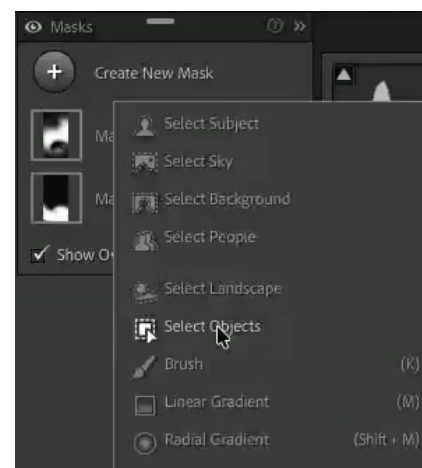 Masks
Create New Mask
Ma
Select Subject
Select Sky
Ma
Select Background
Select People
Show O
Select Landscape
Select Objects
Brush (K)
Linear Gradient (M)
Radial Gradient (Shift + M)